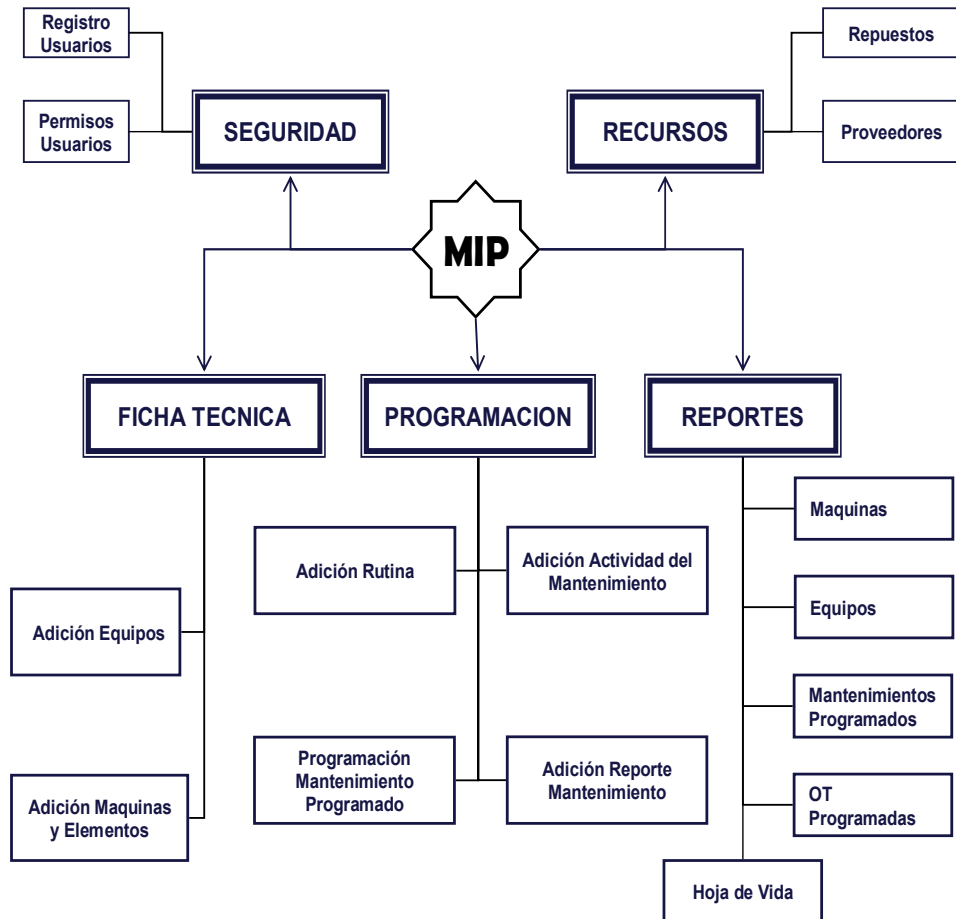 Registro
Usuarios
Repuestos
Permisos
Usuarios
SEGURIDAD
RECURSOS
Proveedores
MIP
FICHA TECNICA
PROGRAMACION
REPORTES
Maquinas
Adición Rutina
Adición Actividad del
Mantenimiento
Equipos
Adición Equipos
Mantenimientos
Programados
Programación
Mantenimiento
Programado
Adición Reporte
Mantenimiento
Adición Maquinas
y Elementos
OT
Programadas
Hoja de Vida